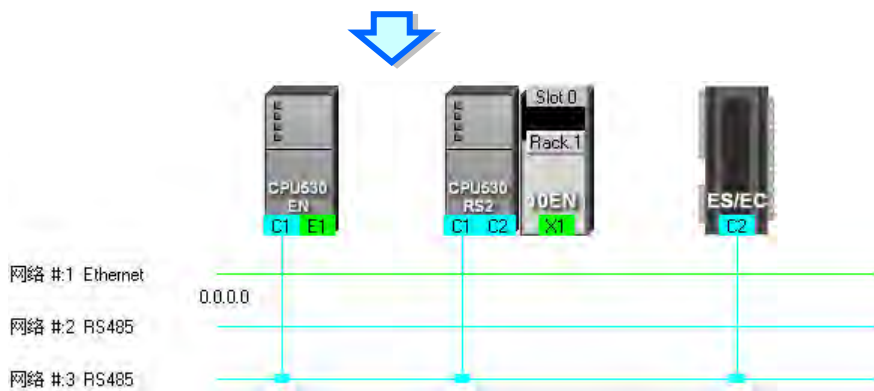 Slot 0
Rack 1
CPU530
EN
CPU530
RS2
ES/EC
C1 E1
C1 C2
X1
C2
网络 #:1 Ethernet
0.0.0.0
网络 #:2 RS485
网络 #:3 RS485